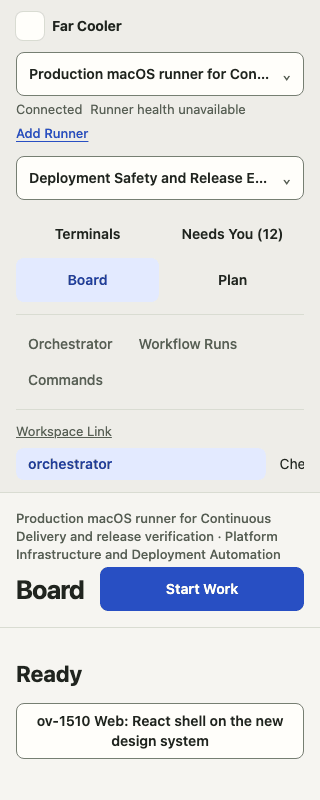 Far Cooler
Production macOS runner for Con...
Connected Runner health unavailable
Add Runner
Deployment Safety and Release E...
Terminals
Needs You (12)
Board
Plan
Orchestrator
Workflow Runs
Commands
Workspace Link
orchestrator
Che
Production macOS runner for Continuous
Delivery and release verification · Platform
Infrastructure and Deployment Automation
Board
Start Work
Ready
ov-1510 Web: React shell on the new
design system